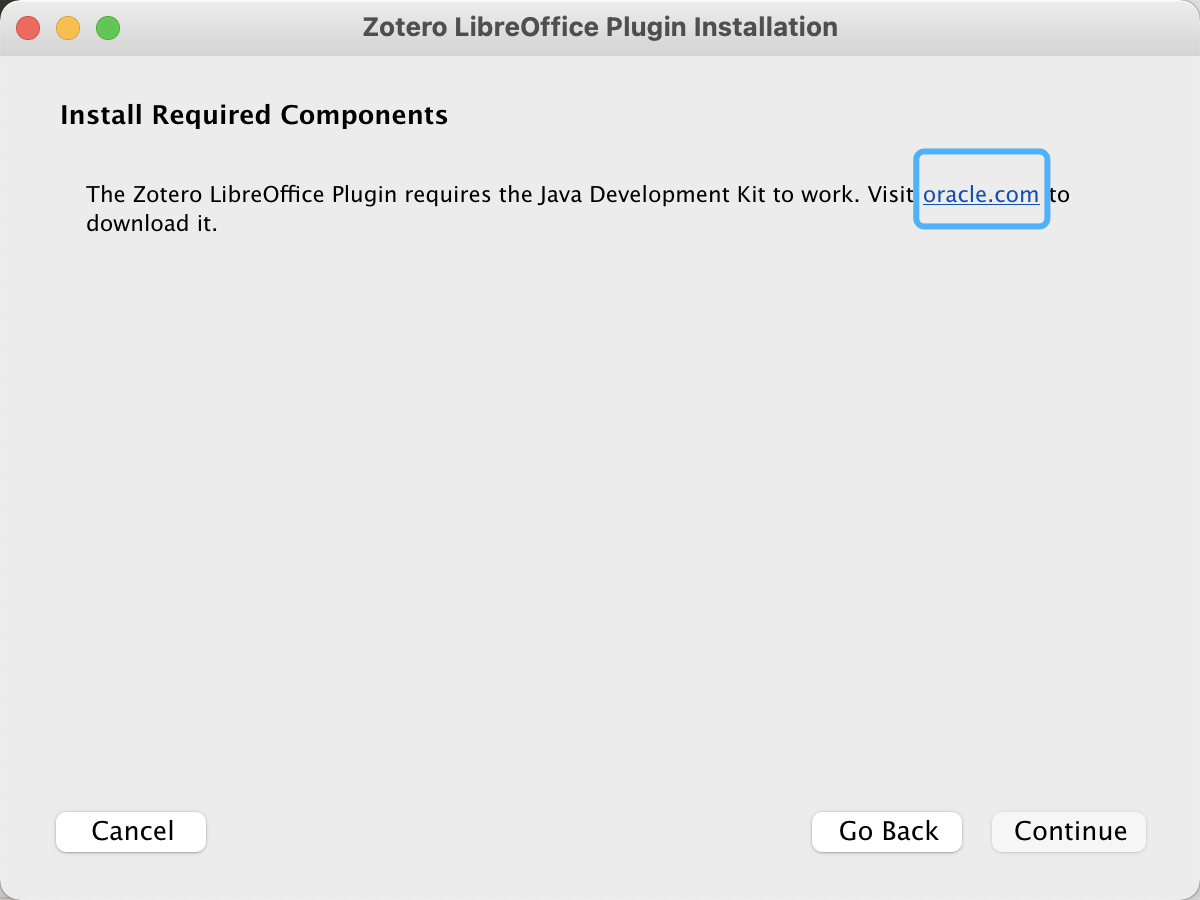 Zotero LibreOffice Plugin Installation
Install Required Components
The Zotero LibreOffice Plugin requires the Java Development Kit to work. Visit oracle.com to
download it.
Cancel
Go Back
Continue